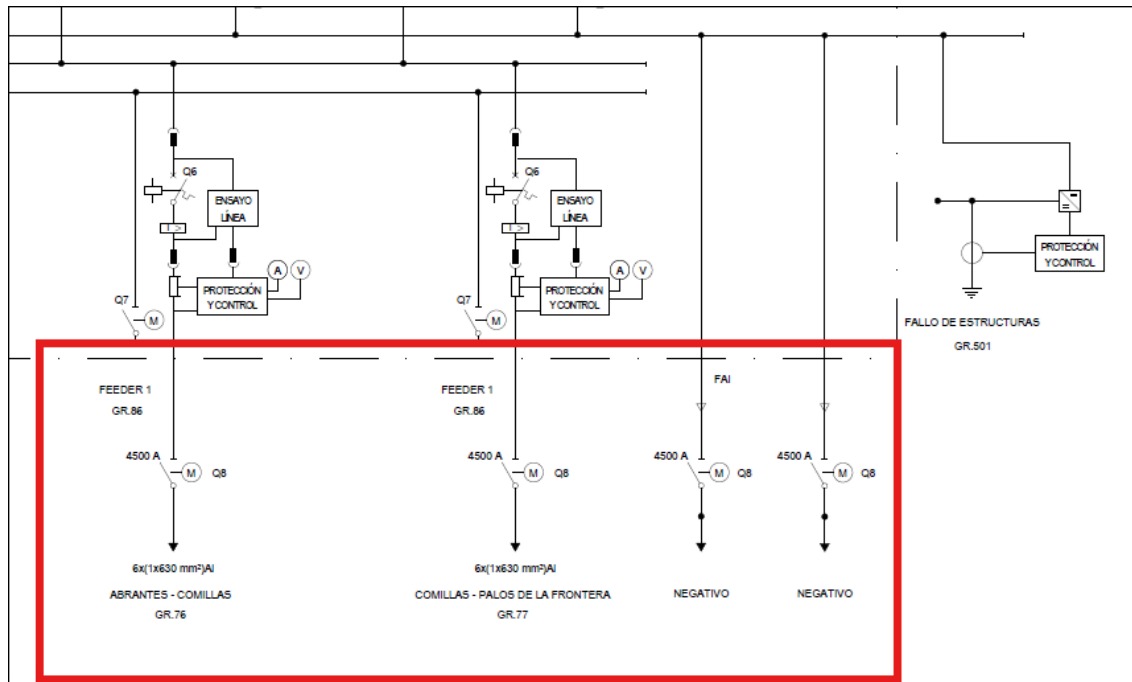 Q6
ENSAYO
LÍNEA
I >
A
V
PROTECCIÓN
Y CONTROL
Q7
M
Q6
ENSAYO
LÍNEA
I >
A
V
PROTECCIÓN
Y CONTROL
Q7
M
PROTECCIÓN
Y CONTROL
FALLO DE ESTRUCTURAS
GR.501
FEEDER 1
GR.86
4500 A
M
Q8
6x(1x630 mm²)Al
ABRANTES - COMILLAS
GR.76
FEEDER 1
GR.86
4500 A
M
Q8
6x(1x630 mm²)Al
COMILLAS - PALOS DE LA FRONTERA
GR.77
FAI
4500 A
M
Q8
NEGATIVO
4500 A
M
Q8
NEGATIVO